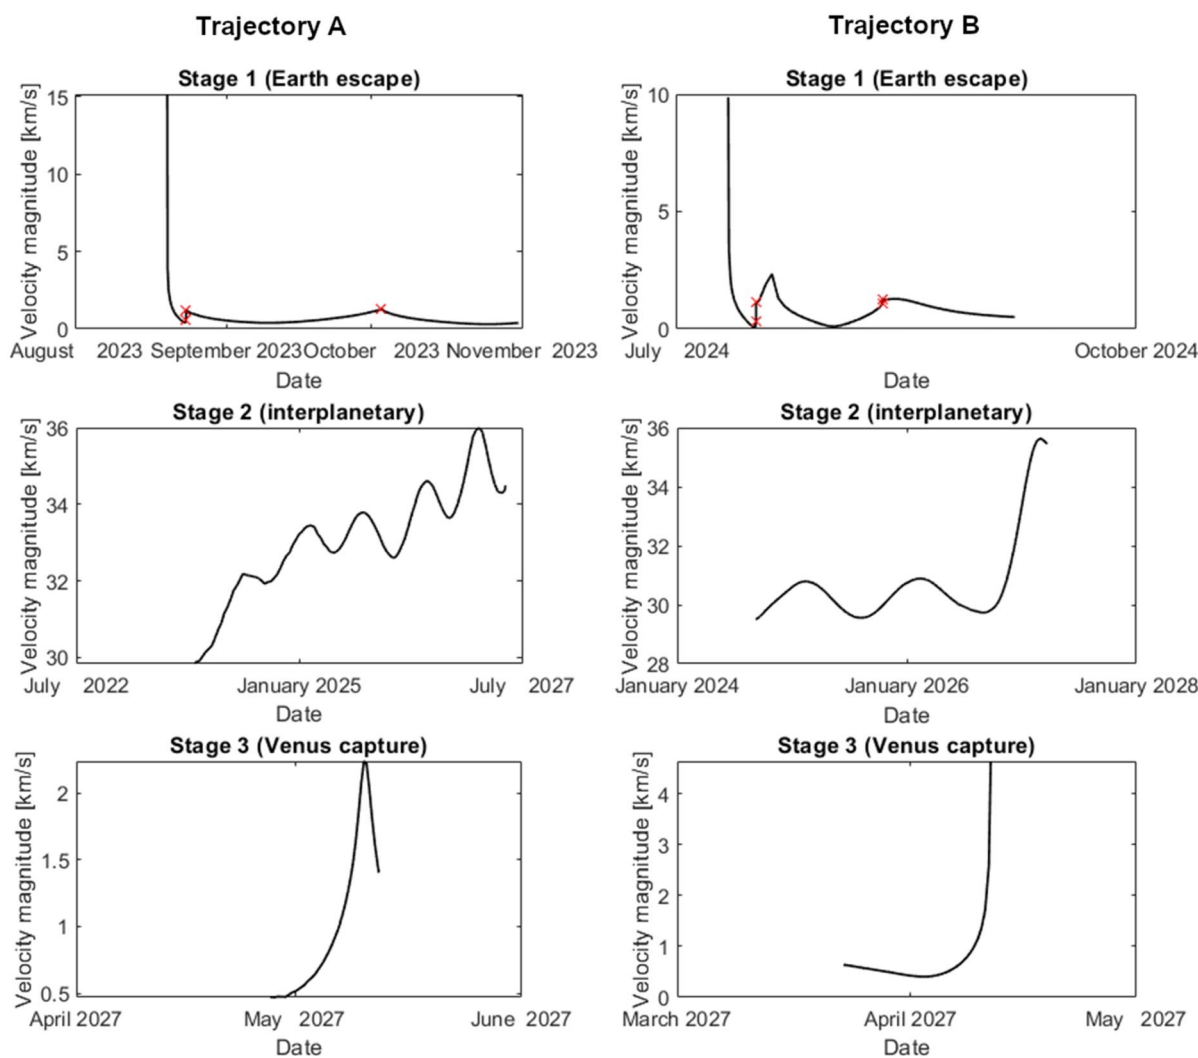 Trajectory A
Trajectory B
Stage 1 (Earth escape)
Velocity magnitude [km/s]
15
10
5
0
August 2023 September 2023 October 2023 November 2023
Date
Stage 1 (Earth escape)
Velocity magnitude [km/s]
10
5
0
July 2024 October 2024
Date
Stage 2 (interplanetary)
Velocity magnitude [km/s]
36
34
32
30
July 2022 January 2025 July 2027
Date
Stage 2 (interplanetary)
Velocity magnitude [km/s]
36
34
32
30
28
January 2024 January 2026 January 2028
Date
Stage 3 (Venus capture)
Velocity magnitude [km/s]
2
1.5
1
0.5
April 2027 May 2027 June 2027
Date
Stage 3 (Venus capture)
Velocity magnitude [km/s]
4
3
2
1
0
March 2027 April 2027 May 2027
Date